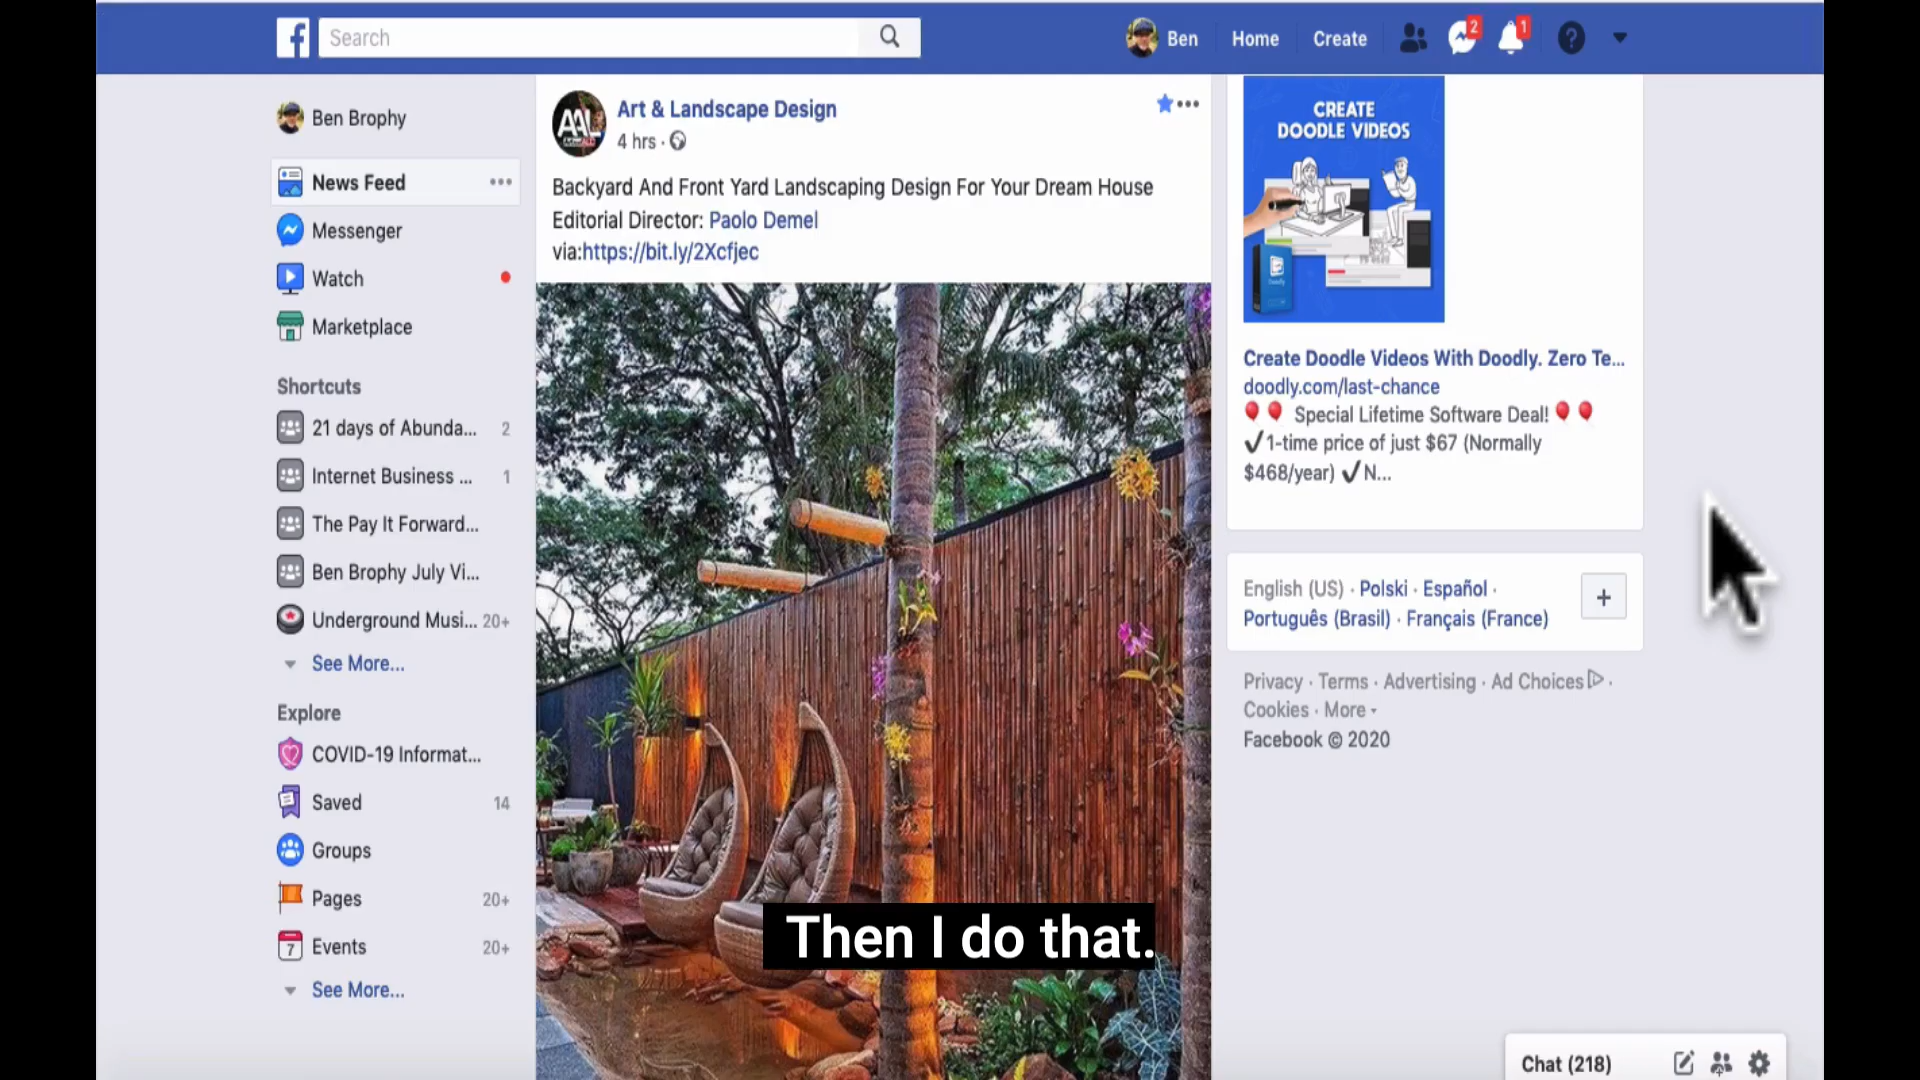 Search
Ben
Home
Create
2
1
Ben Brophy
News Feed
Messenger
Watch
Marketplace
Shortcuts
21 days of Abunda... 2
Internet Business ... 1
The Pay It Forward...
Ben Brophy July Vi...
Underground Musi... 20+
See More...
Explore
COVID-19 Informat...
Saved 14
Groups
Pages 20+
7
Events 20+
See More...
AAL
Art & Landscape Design
4 hrs ·
Backyard And Front Yard Landscaping Design For Your Dream House
Editorial Director: Paolo Demel
via:https://bit.ly/2Xcfjec
Then I do that.
CREATE
DOODLE VIDEOS
Create Doodle Videos With Doodly. Zero Te...
doodly.com/last-chance
🎈🎈 Special Lifetime Software Deal! 🎈🎈
✔1-time price of just $67 (Normally
$468/year) ✔N...
English (US) · Polski · Español ·
Português (Brasil) · Français (France)
+
Privacy · Terms · Advertising · Ad Choices ·
Cookies · More
Facebook © 2020
Chat (218)